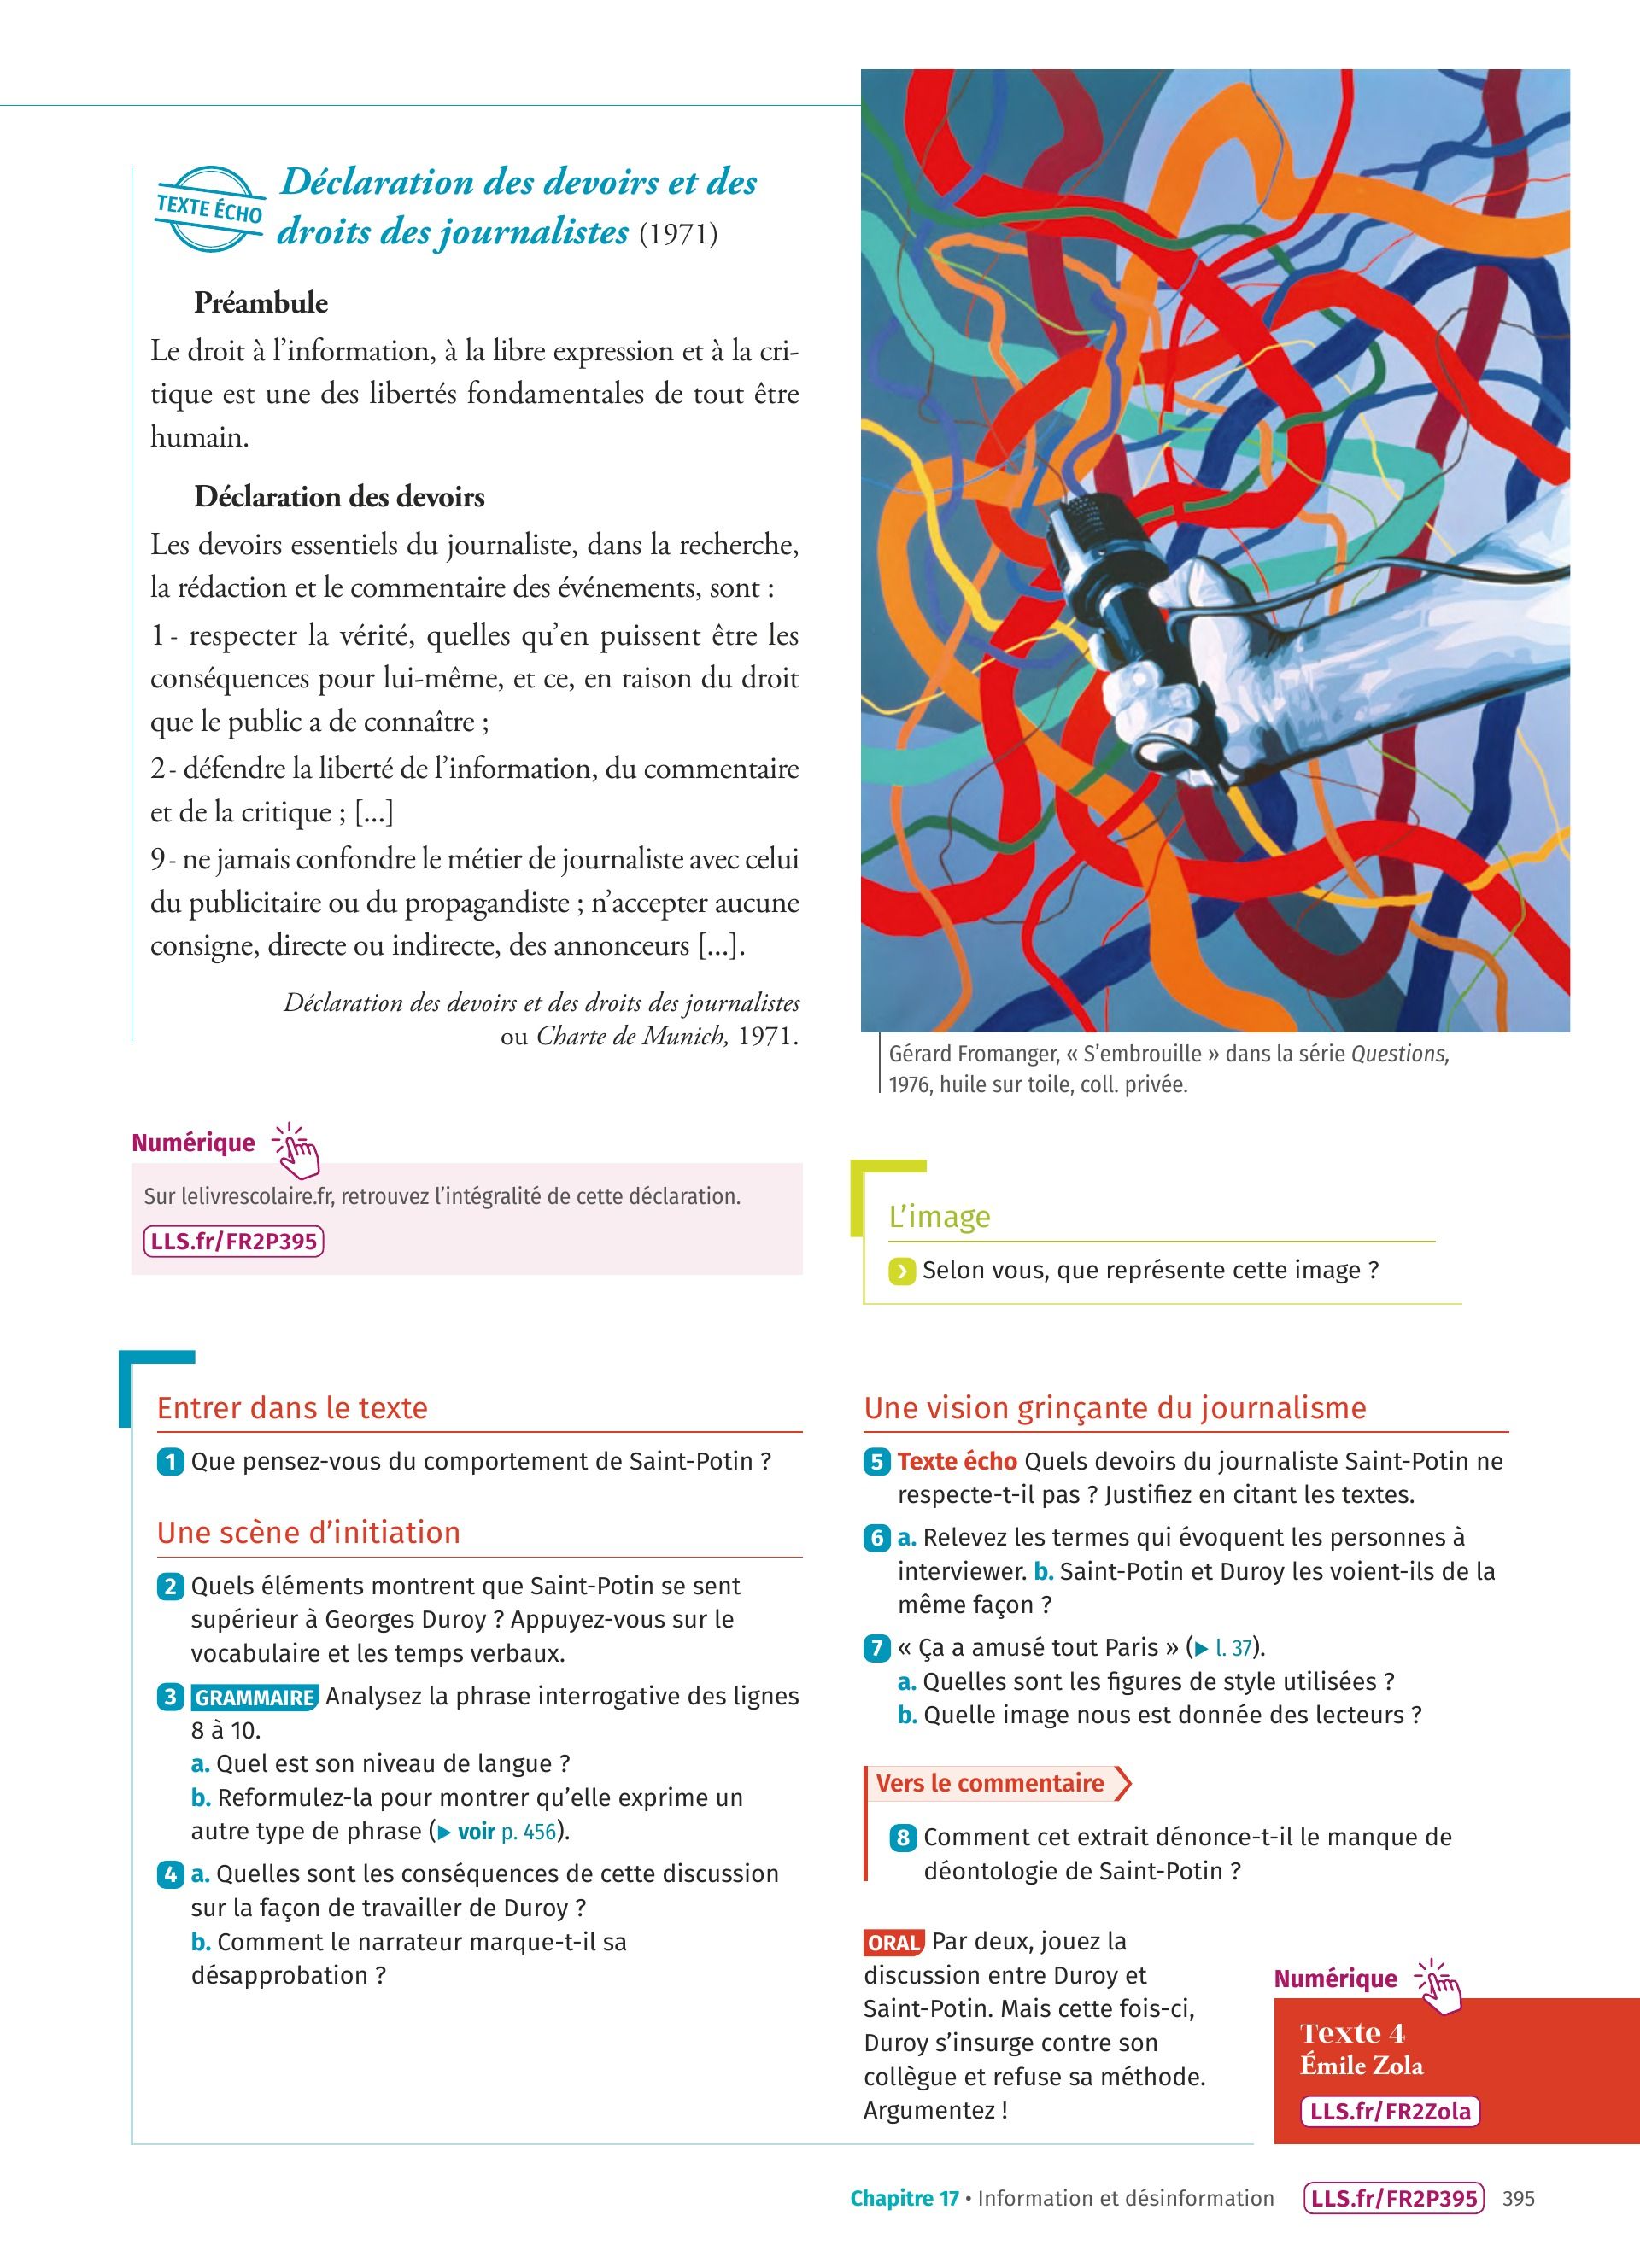 TEXTE ÉCHO
Déclaration des devoirs et des
droits des journalistes (1971)
Préambule
Le droit à l'information, à la libre expression et à la cri-
tique est une des libertés fondamentales de tout être
humain.
Déclaration des devoirs
Les devoirs essentiels du journaliste, dans la recherche,
la rédaction et le commentaire des événements, sont :
1 - respecter la vérité, quelles qu'en puissent être les
conséquences pour lui-même, et ce, en raison du droit
que le public a de connaître ;
2 - défendre la liberté de l'information, du commentaire
et de la critique ; [...]
9 - ne jamais confondre le métier de journaliste avec celui
du publicitaire ou du propagandiste ; n'accepter aucune
consigne, directe ou indirecte, des annonceurs [...].
Déclaration des devoirs et des droits des journalistes
ou Charte de Munich, 1971.
Gérard Fromanger, « S'embrouille » dans la série Questions,
1976, huile sur toile, coll. privée.
Numérique
Sur lelivrescolaire.fr, retrouvez l'intégralité de cette déclaration.
LLS.fr/FR2P395
L'image
Selon vous, que représente cette image ?
Entrer dans le texte
1 Que pensez-vous du comportement de Saint-Potin ?
Une scène d'initiation
2 Quels éléments montrent que Saint-Potin se sent
supérieur à Georges Duroy ? Appuyez-vous sur le
vocabulaire et les temps verbaux.
3 GRAMMAIRE Analysez la phrase interrogative des lignes
8 à 10.
a. Quel est son niveau de langue ?
b. Reformulez-la pour montrer qu'elle exprime un
autre type de phrase (▶ voir p. 456).
4 a. Quelles sont les conséquences de cette discussion
sur la façon de travailler de Duroy ?
b. Comment le narrateur marque-t-il sa
désapprobation ?
Une vision grinçante du journalisme
5 Texte écho Quels devoirs du journaliste Saint-Potin ne
respecte-t-il pas ? Justifiez en citant les textes.
6 a. Relevez les termes qui évoquent les personnes à
interviewer. b. Saint-Potin et Duroy les voient-ils de la
même façon ?
7 « Ça a amusé tout Paris » (▶ l. 37).
a. Quelles sont les figures de style utilisées ?
b. Quelle image nous est donnée des lecteurs ?
Vers le commentaire
8 Comment cet extrait dénonce-t-il le manque de
déontologie de Saint-Potin ?
ORAL Par deux, jouez la
discussion entre Duroy et
Saint-Potin. Mais cette fois-ci,
Duroy s'insurge contre son
collègue et refuse sa méthode.
Argumentez !
Numérique
Texte 4
Émile Zola
LLS.fr/FR2Zola
Chapitre 17 • Information et désinformation LLS.fr/FR2P395 395